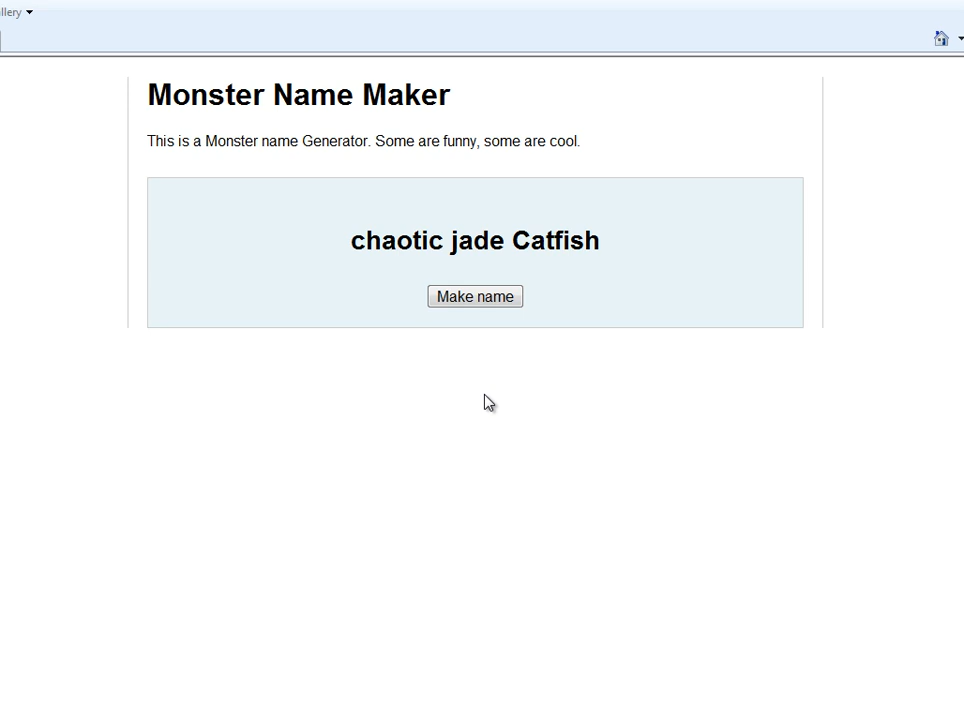 llery
Monster Name Maker
This is a Monster name Generator. Some are funny, some are cool.
chaotic jade Catfish
Make name